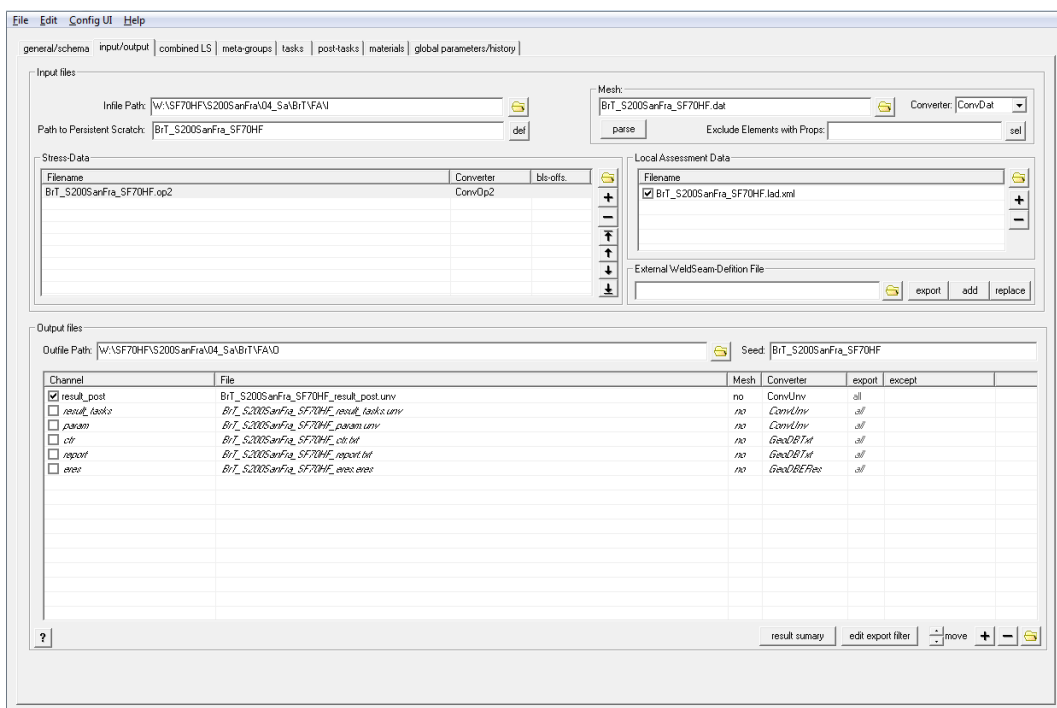 File Edit Config UI Help
general/schema input/output combined LS meta-groups tasks post-tasks materials global parameters/history
Input files
Infile Path: W:\SF70HF\S200SanFra\04_Sa\BrT\FA\I
Path to Persistent Scratch: BrT_S200SanFra_SF70HF def
Mesh:
BrT_S200SanFra_SF70HF.dat Converter: ConvDat
parse Exclude Elements with Props: sel
Stress-Data
Filename Converter bls-offs.
BrT_S200SanFra_SF70HF.op2 ConvOp2
Local Assessment Data
Filename
BrT_S200SanFra_SF70HF.lad.xml
External WeldSeam-Defition File
export add replace
Output files
Outfile Path: W:\SF70HF\S200SanFra\04_Sa\BrT\FA\O Seed: BrT_S200SanFra_SF70HF
Channel File Mesh Converter export except
result_post BrT_S200SanFra_SF70HF_result_post.unv no ConvUnv all
result_tasks BrT_S200SanFra_SF70HF_result_tasks.unv no ConvUnv all
param BrT_S200SanFra_SF70HF_param.unv no ConvUnv all
ctr BrT_S200SanFra_SF70HF_ctr.txt no GeoDBTxt all
report BrT_S200SanFra_SF70HF_report.txt no GeoDBTxt all
eres BrT_S200SanFra_SF70HF_eres.eres no GeoDBERes all
? result sumary edit export filter move